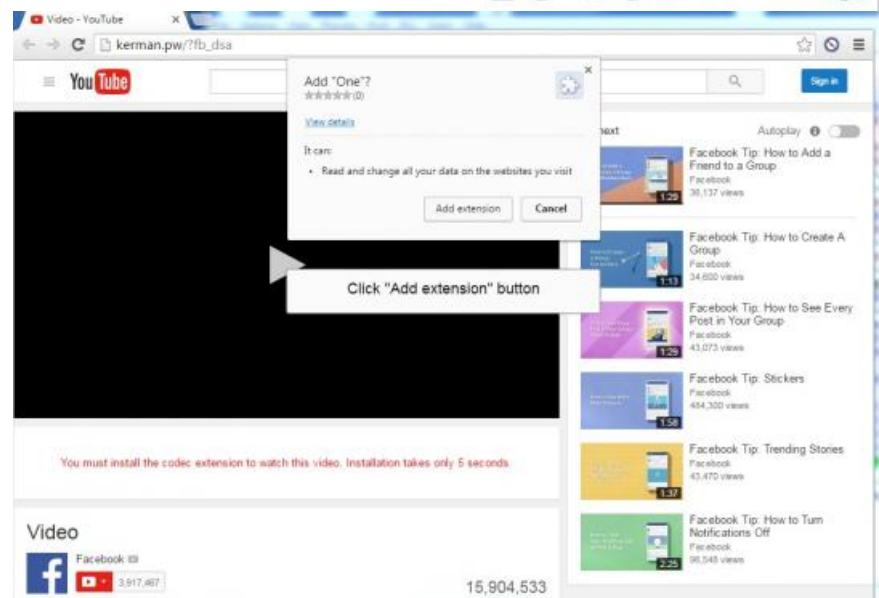 Video - YouTube
kerman.pw/?fb_dsa
YouTube
Sign in
Add "One"?
(0)
View details
It can:
• Read and change all your data on the websites you visit
Add extension
Cancel
Click "Add extension" button
You must install the codec extension to watch this video. Installation takes only 5 seconds
Video
Facebook
3,917,467
15,904,533
next
Autoplay
Facebook Tip: How to Add a
Friend to a Group
Facebook
36,137 views
1:29
Facebook Tip: How to Create A
Group
Facebook
34,600 views
1:13
Facebook Tip: How to See Every
Post in Your Group
Facebook
43,073 views
1:29
Facebook Tip: Stickers
Facebook
484,300 views
1:58
Facebook Tip: Trending Stories
Facebook
43,470 views
1:37
Facebook Tip: How to Turn
Notifications Off
Facebook
96,548 views
2:25